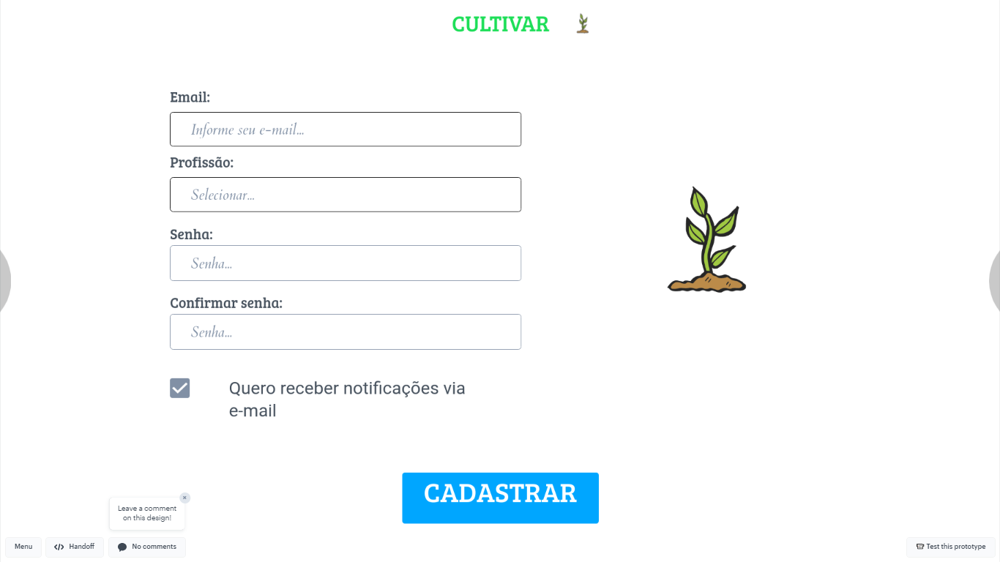 CULTIVAR
Email:
Informe seu e-mail...
Profissão:
Selecionar...
Senha:
Senha...
Confirmar senha:
Senha...
Quero receber notificações via
e-mail
CADASTRAR
Leave a comment
on this design!
Menu
Handoff
No comments
Test this prototype